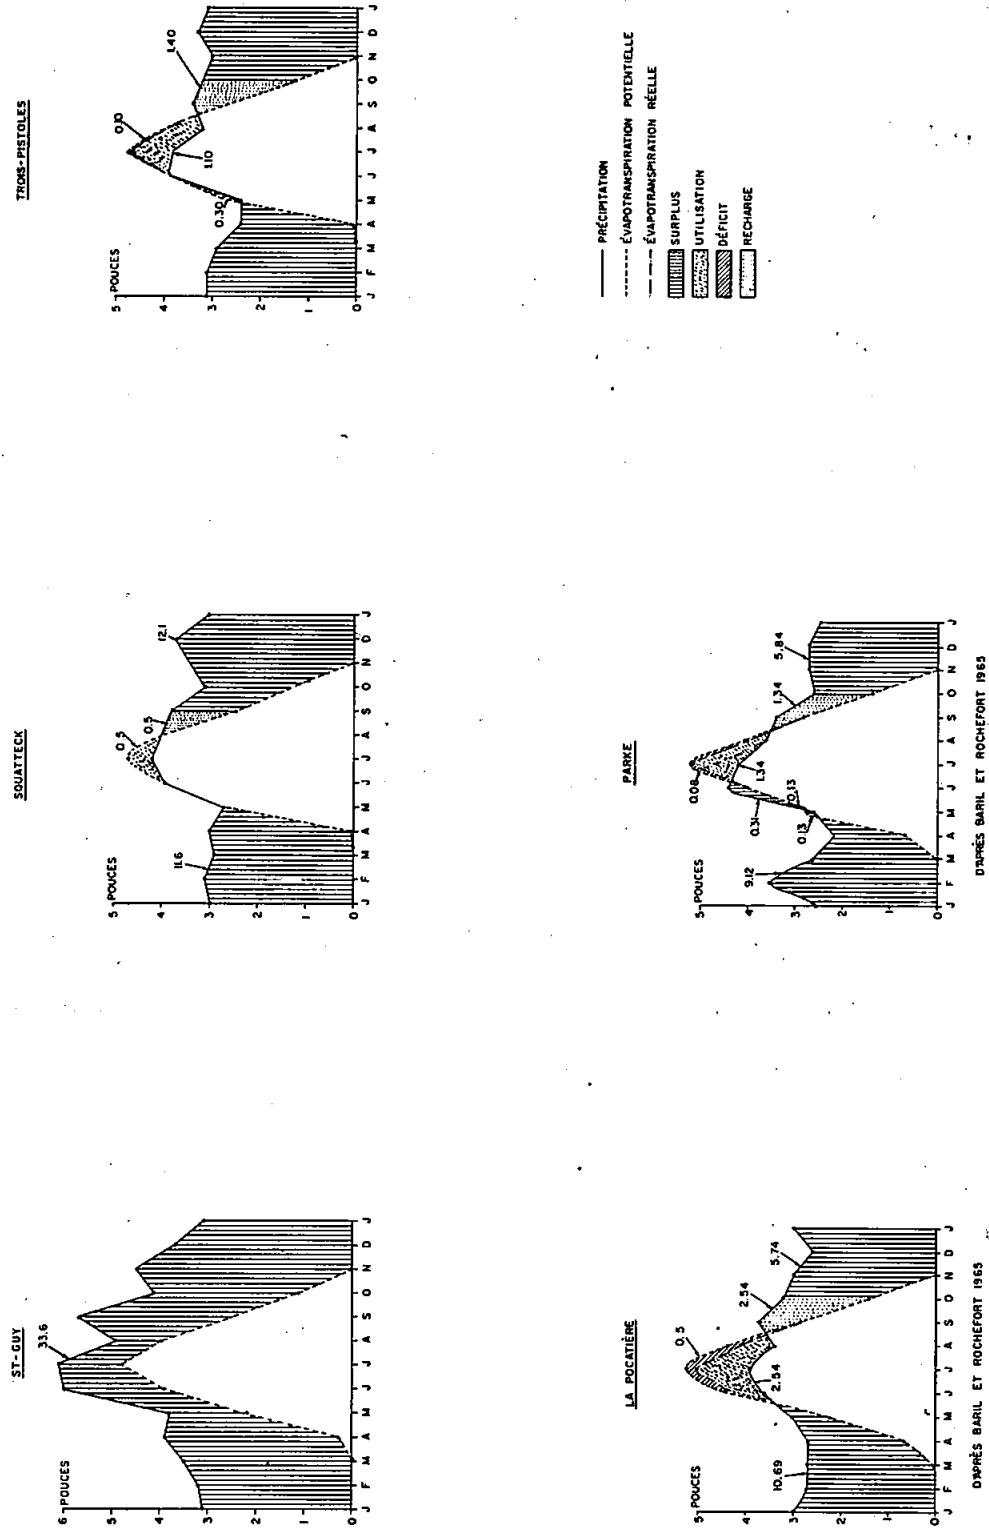 ST-GUY
POUCES
6
5
4
3
2
1
0
33.6
J F M A M J J A S O N D J
SQUATTECK
POUCES
5
4
3
2
1
0
11.6
0.5
0.5
12.1
J F M A M J J A S O N D J
TROIS-PISTOLES
POUCES
5
4
3
2
1
0
0.30
1.10
0.10
1.40
J F M A M J J A S O N D J
LA POCATIÈRE
POUCES
5
4
3
2
1
0
10.69
2.54
0.5
2.54
5.74
J F M A M J J A S O N D J
D'APRÈS BARIL ET ROCHEFORT 1965
PARKE
POUCES
5
4
3
2
1
0
9.12
0.13
0.31
0.13
0.08
1.34
1.34
5.84
J F M A M J J A S O N D J
D'APRÈS BARIL ET ROCHEFORT 1965
PRÉCIPITATION
ÉVAPOTRANSPIRATION POTENTIELLE
ÉVAPOTRANSPIRATION RÉELLE
SURPLUS
UTILISATION
DÉFICIT
RECHARGE